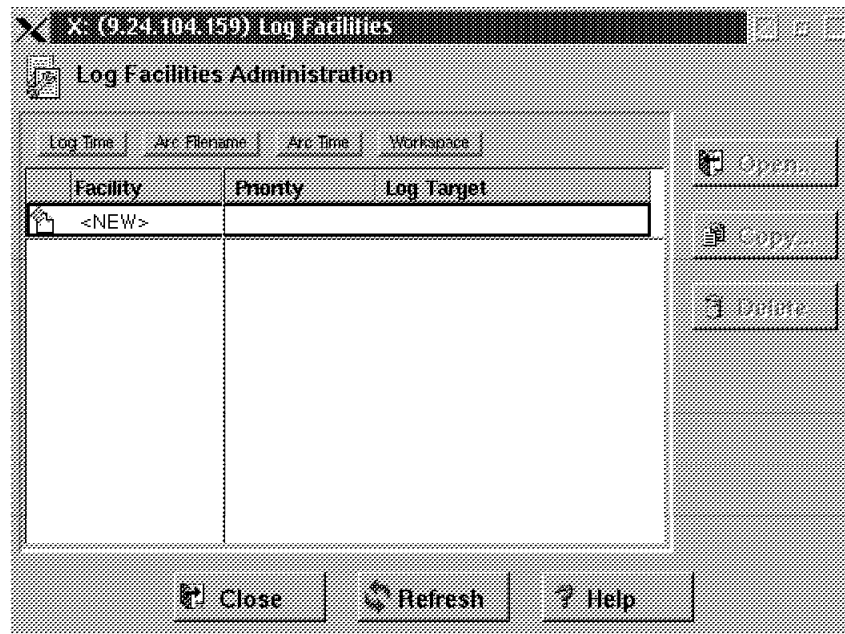 X: (9.24.104.159) Log Facilities
Log Facilities Administration
Log Time Arc Filename Arc Time Workspace
Facility Priority Log Target
<NEW>
Open...
Copy...
Delete...
Close Refresh Help